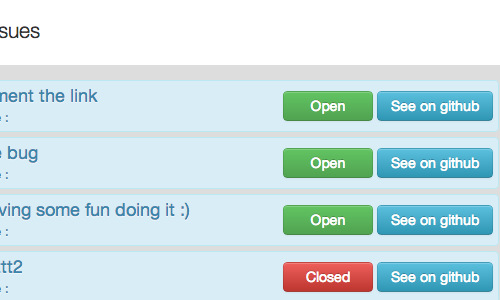 sues
ment the link
Open
See on github
e :
e bug
Open
See on github
e :
ving some fun doing it :)
Open
See on github
e :
ttt2
Closed
See on github
e :